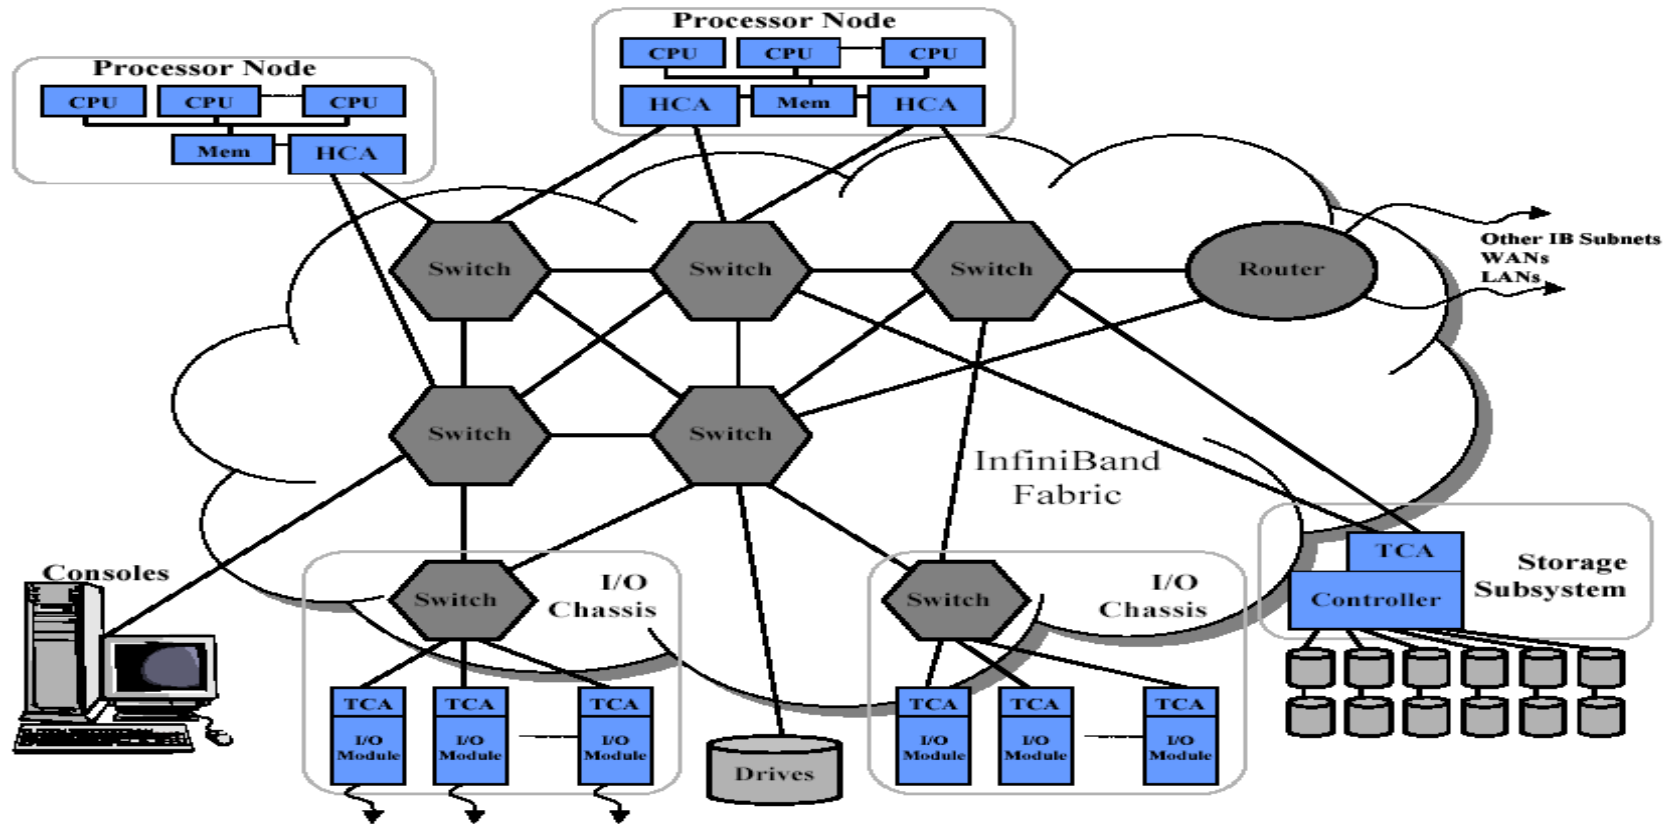 Processor Node
CPU CPU CPU
HCA Mem HCA
Processor Node
CPU CPU CPU
Mem HCA
Switch Switch Switch Router
Other IB Subnets
WANs
LANs
Switch Switch
InfiniBand
Fabric
Consoles
Switch
I/O
Chassis
Switch
I/O
Chassis
TCA
Controller
Storage
Subsystem
TCA TCA TCA
I/O I/O I/O
Module Module Module
Drives
TCA TCA TCA
I/O I/O I/O
Module Module Module